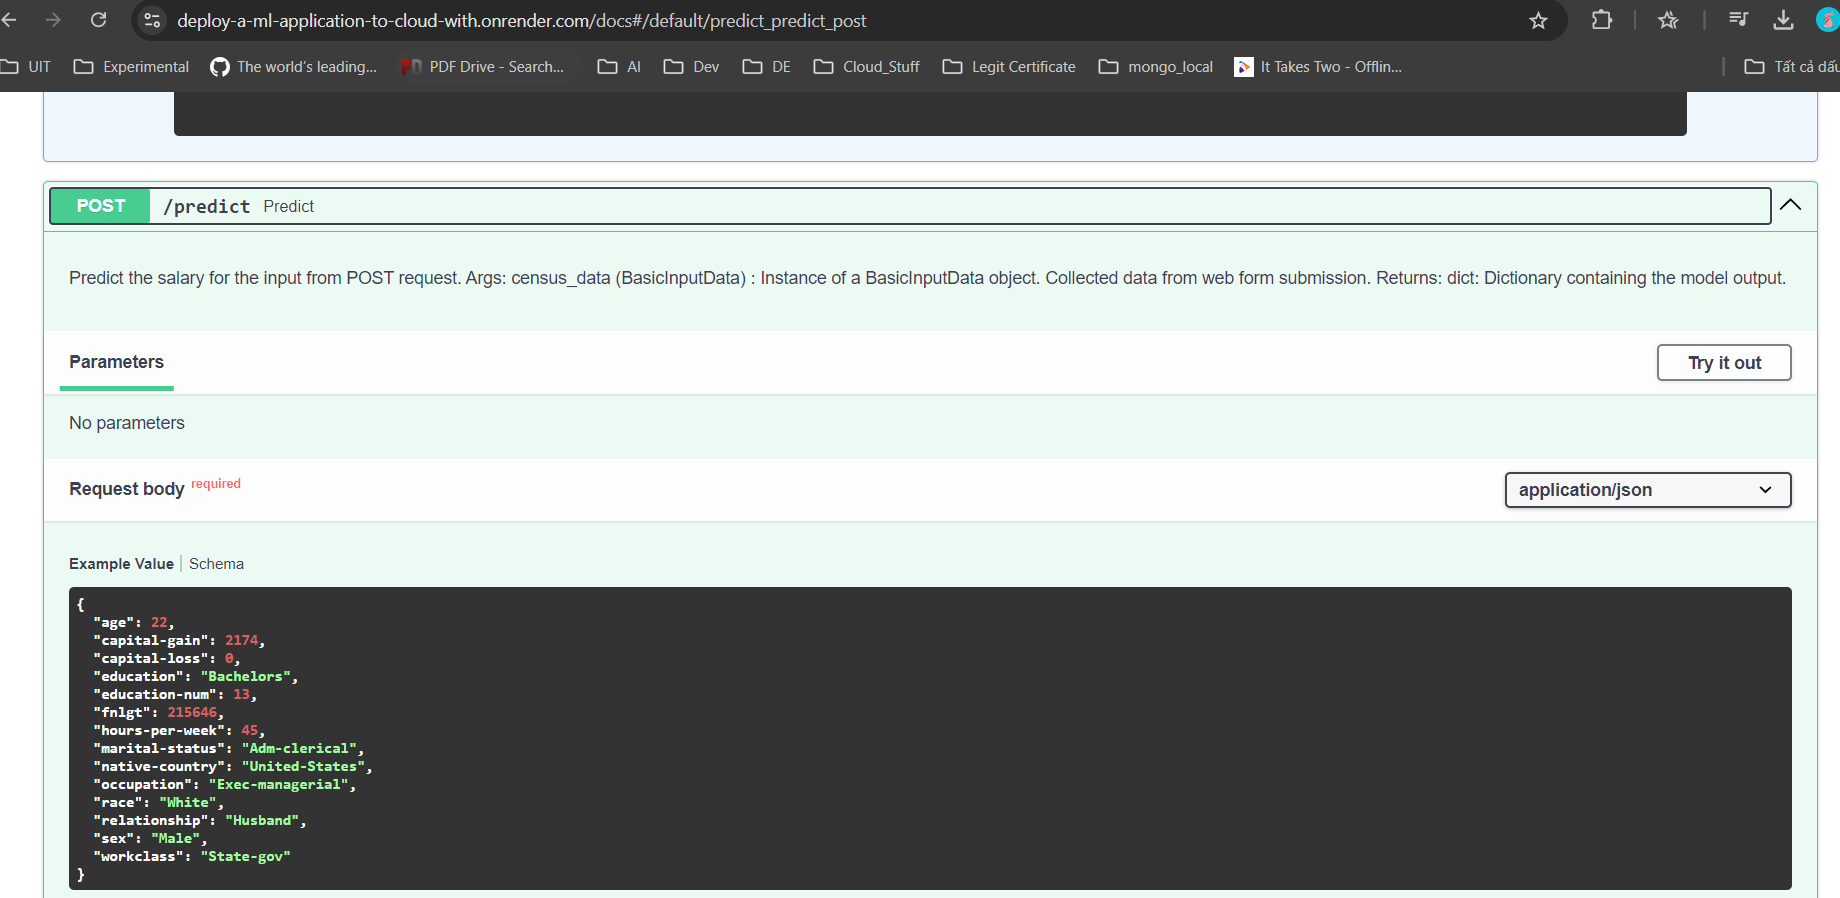 deploy-a-ml-application-to-cloud-with.onrender.com/docs#/default/predict_predict_post
UIT Experimental The world's leading... PDF Drive - Search... AI Dev DE Cloud_Stuff Legit Certificate mongo_local It Takes Two - Offlin... Tất cả dấu
POST /predict Predict
Predict the salary for the input from POST request. Args: census_data (BasicInputData) : Instance of a BasicInputData object. Collected data from web form submission. Returns: dict: Dictionary containing the model output.
Parameters Try it out
No parameters
Request body required application/json
Example Value | Schema
{
"age": 22,
"capital-gain": 2174,
"capital-loss": 0,
"education": "Bachelors",
"education-num": 13,
"fnlgt": 215646,
"hours-per-week": 45,
"marital-status": "Adm-clerical",
"native-country": "United-States",
"occupation": "Exec-managerial",
"race": "White",
"relationship": "Husband",
"sex": "Male",
"workclass": "State-gov"
}